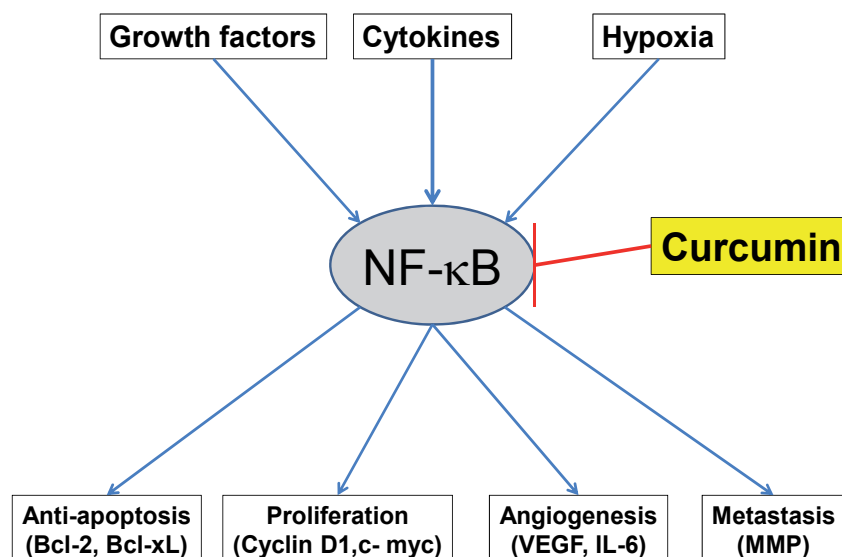 Growth factors
Cytokines
Hypoxia
NF-κB
Curcumin
Anti-apoptosis
(Bcl-2, Bcl-xL)
Proliferation
(Cyclin D1,c- myc)
Angiogenesis
(VEGF, IL-6)
Metastasis
(MMP)